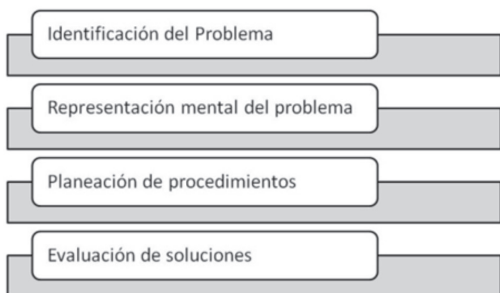 Identificación del Problema
Representación mental del problema
Planeación de procedimientos
Evaluación de soluciones